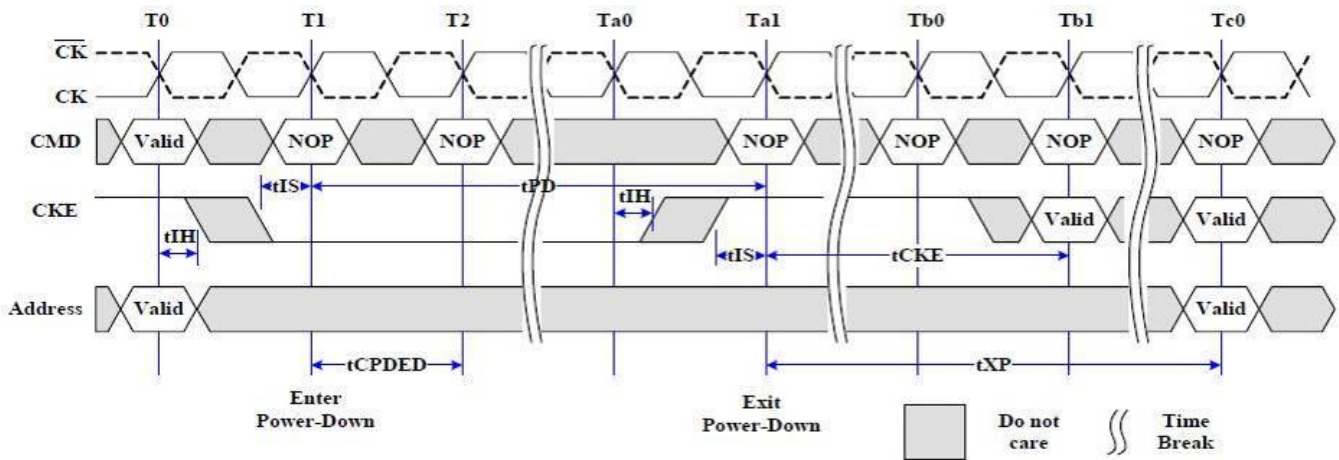 T0 T1 T2 Ta0 Ta1 Tb0 Tb1 Tc0
CK
CK
CMD Valid NOP NOP NOP NOP NOP NOP
tIS tPD
CKE tIH Valid Valid
tIH tIS tCKE
Address Valid Valid
tCPDED tXP
Enter
Power-Down
Exit
Power-Down
Do not
care
Time
Break